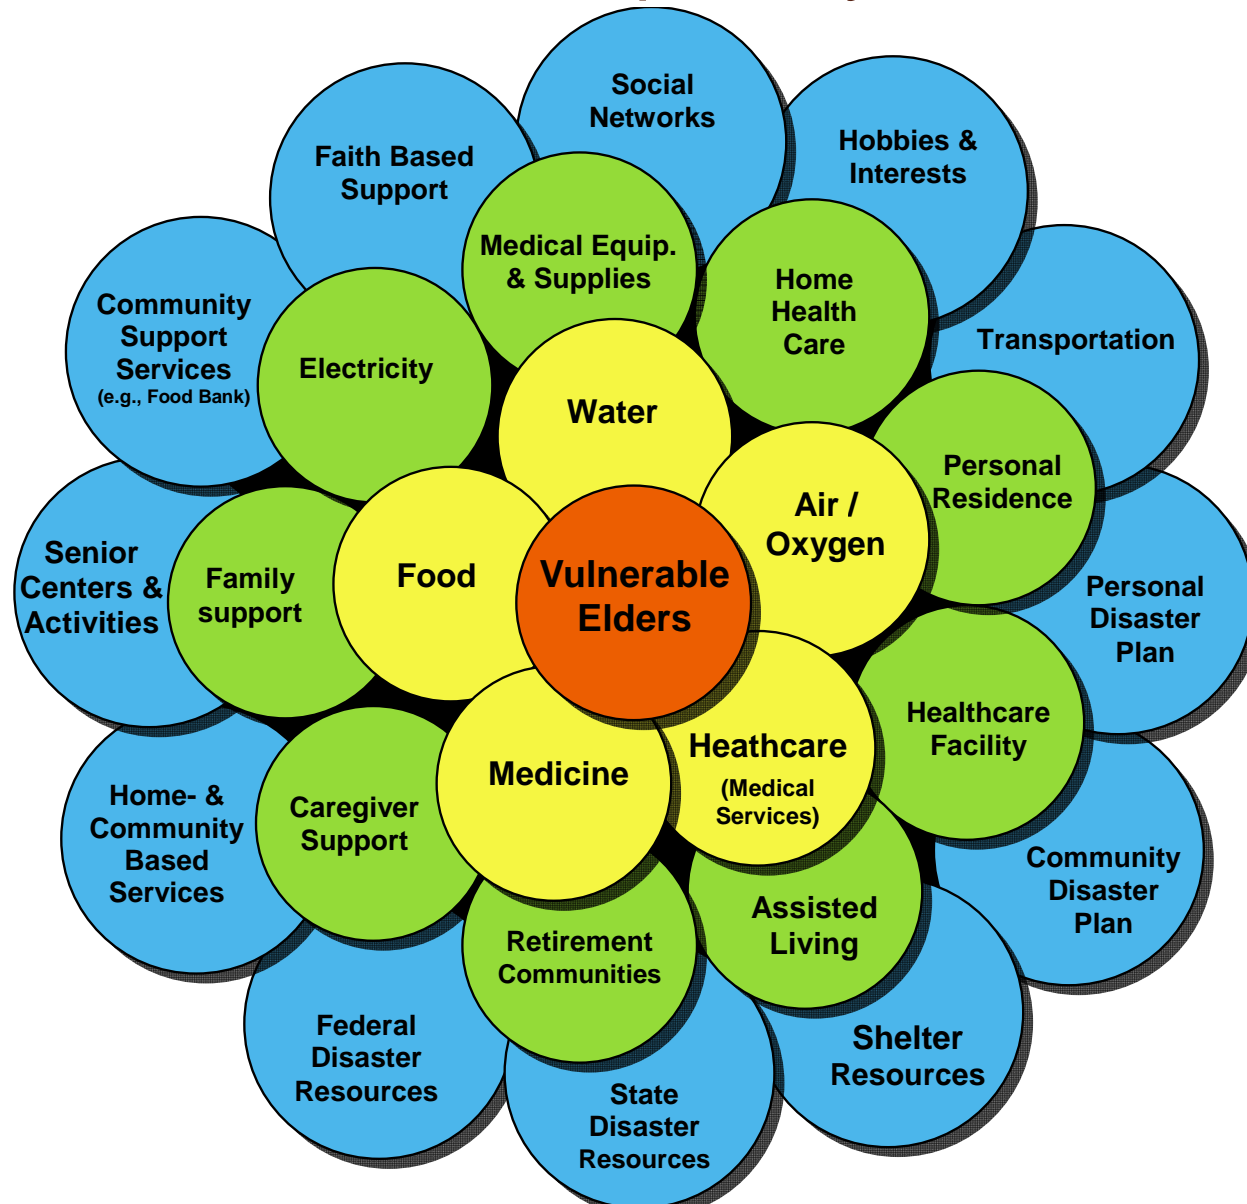 Social
Networks
Hobbies &
Interests
Faith Based
Support
Medical Equip.
& Supplies
Home
Health
Care
Transportation
Community
Support
Services
(e.g., Food Bank)
Electricity
Water
Personal
Residence
Air /
Oxygen
Senior
Centers &
Activities
Family
support
Food
Vulnerable
Elders
Personal
Disaster
Plan
Healthcare
Facility
Heathcare
(Medical
Services)
Medicine
Home- &
Community
Based
Services
Caregiver
Support
Community
Disaster
Plan
Assisted
Living
Retirement
Communities
Federal
Disaster
Resources
Shelter
Resources
State
Disaster
Resources